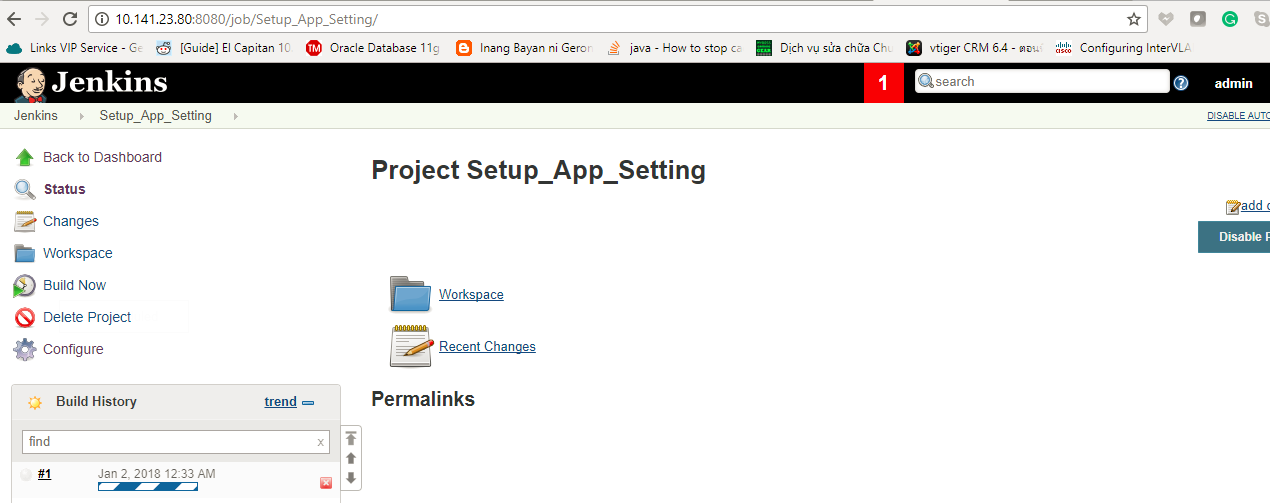 10.141.23.80:8080/job/Setup_App_Setting/
Links VIP Service - Ge [Guide] El Capitan 10. Oracle Database 11g Inang Bayan ni Geron java - How to stop ca Dịch vụ sửa chữa Chu vtiger CRM 6.4 - ตอน Configuring InterVLA
Jenkins 1 search ? admin
Jenkins Setup_App_Setting DISABLE AUTO
Back to Dashboard
Project Setup_App_Setting
Status
add
Changes
Disable P
Workspace
Build Now
Workspace
Delete Project
Recent Changes
Configure
Permalinks
Build History trend
find x
#1 Jan 2, 2018 12:33 AM